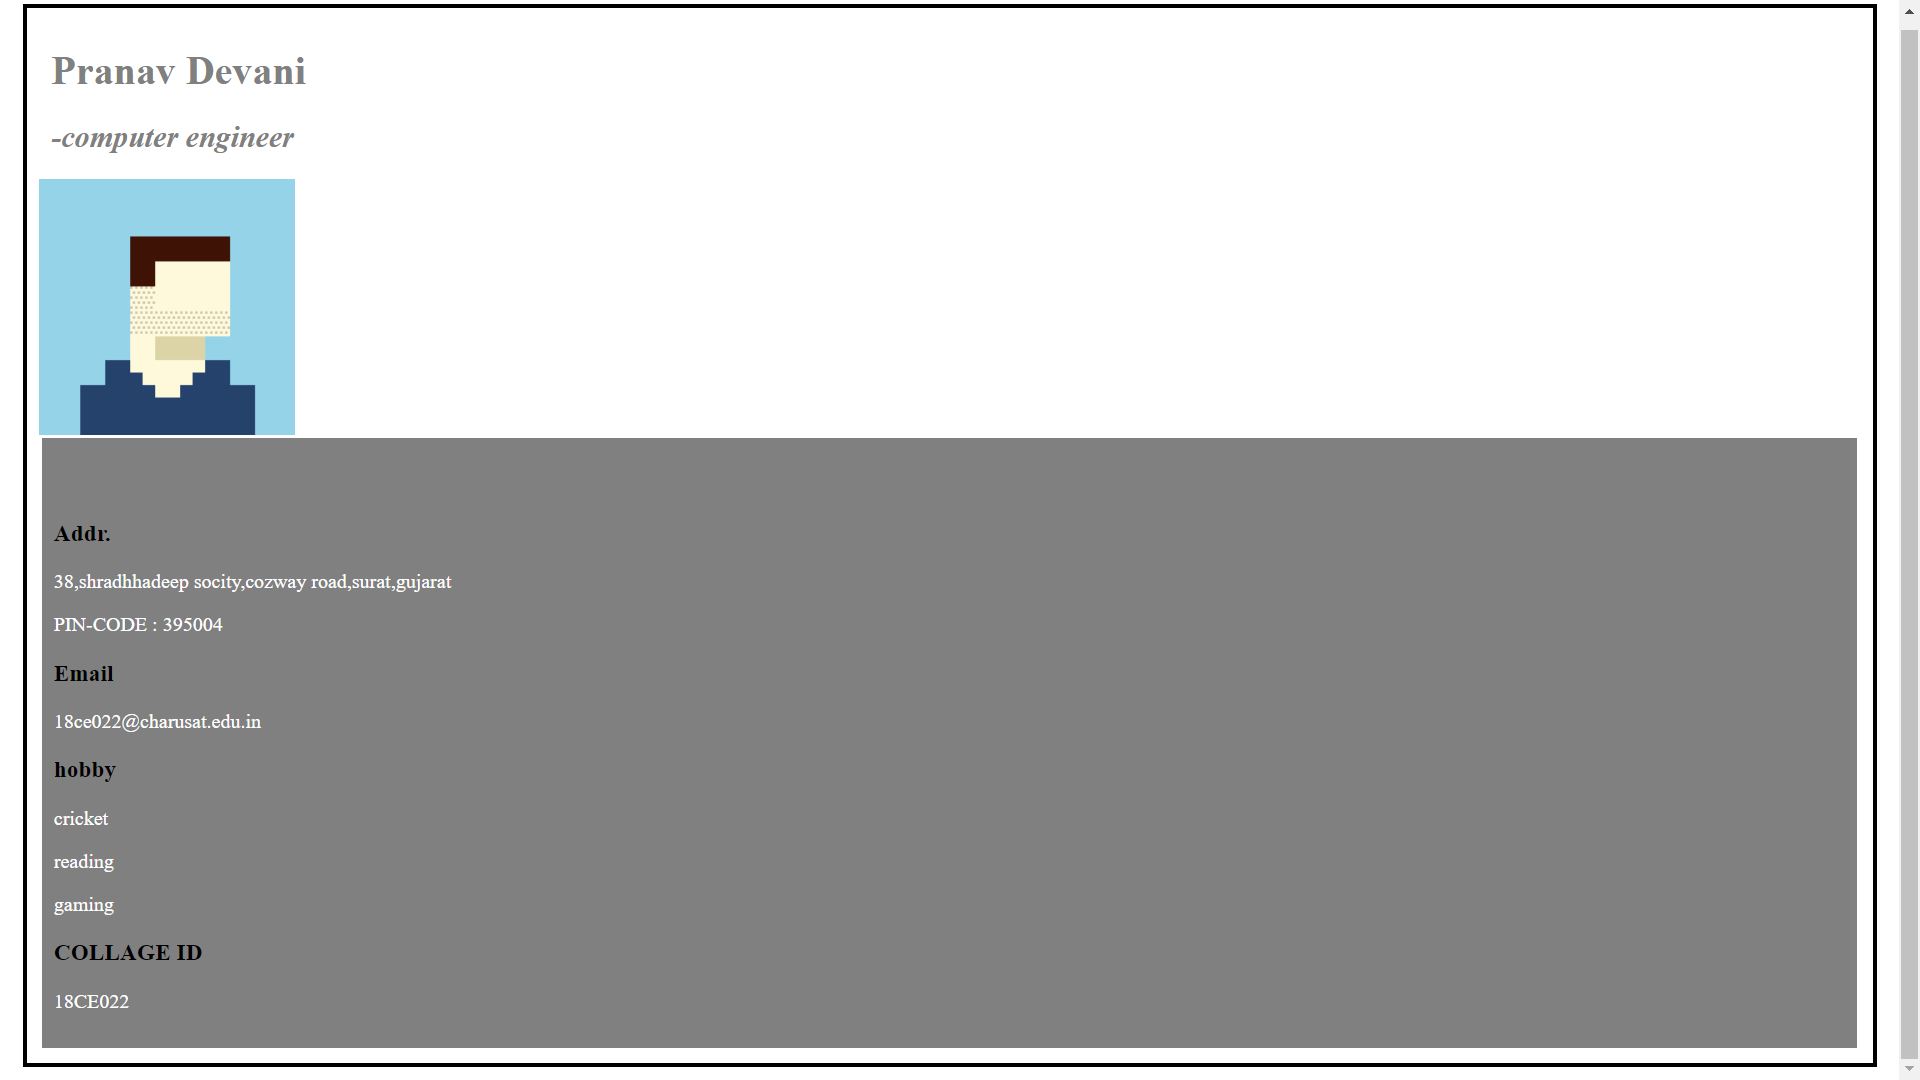 Pranav Devani
-computer engineer
Addr.
38,shradhhadeep socity,cozway road,surat,gujarat
PIN-CODE : 395004
Email
18ce022@charusat.edu.in
hobby
cricket
reading
gaming
COLLAGE ID
18CE022